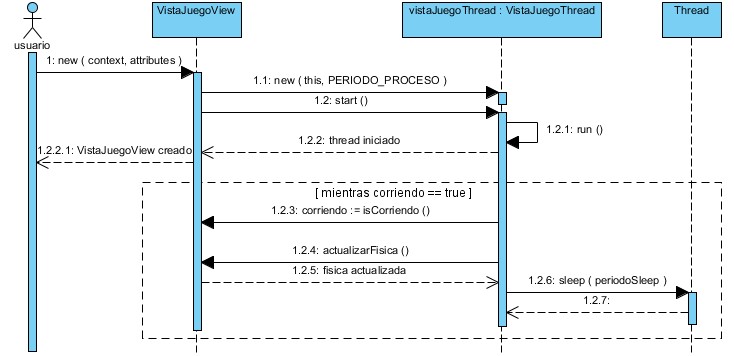 VistaJuegoView
vistaJuegoThread : VistaJuegoThread
Thread
usuario
1: new ( context, attributes )
1.1: new ( this, PERIODO_PROCESO )
1.2: start ()
1.2.1: run ()
1.2.2: thread iniciado
1.2.2.1: VistaJuegoView creado
[ mientras corriendo == true ]
1.2.3: corriendo := isCorriendo ()
1.2.4: actualizarFisica ()
1.2.5: fisica actualizada
1.2.6: sleep ( periodoSleep )
1.2.7: